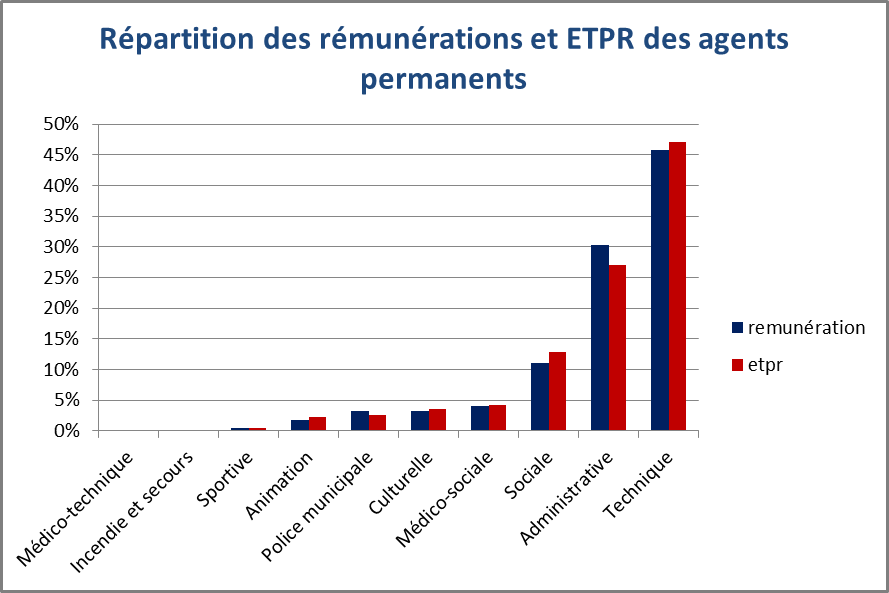 Répartition des rémunérations et ETPR des agents
permanents
50%
45%
40%
35%
30%
25%
20%
15%
10%
5%
0%
Médico-technique
Incendie et secours
Sportive
Animation
Police municipale
Culturelle
Médico-sociale
Sociale
Administrative
Technique
remunération
etpr